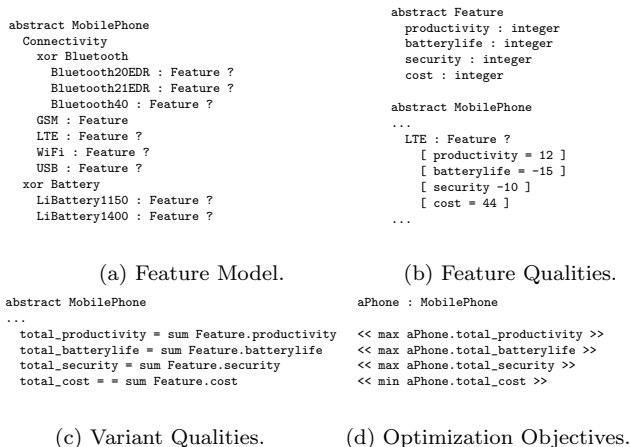 abstract MobilePhone
  Connectivity
    xor Bluetooth
      Bluetooth20EDR : Feature ?
      Bluetooth21EDR : Feature ?
      Bluetooth40 : Feature ?
    GSM : Feature
    LTE : Feature ?
    WiFi : Feature ?
    USB : Feature ?
  xor Battery
    LiBattery1150 : Feature ?
    LiBattery1400 : Feature ?
(a) Feature Model.
abstract Feature
  productivity : integer
  batterylife : integer
  security : integer
  cost : integer
abstract MobilePhone
...
  LTE : Feature ?
    [ productivity = 12 ]
    [ batterylife = -15 ]
    [ security -10 ]
    [ cost = 44 ]
...
(b) Feature Qualities.
abstract MobilePhone
...
  total_productivity = sum Feature.productivity
  total_batterylife = sum Feature.batterylife
  total_security = sum Feature.security
  total_cost = = sum Feature.cost
(c) Variant Qualities.
aPhone : MobilePhone
<< max aPhone.total_productivity >>
<< max aPhone.total_batterylife >>
<< max aPhone.total_security >>
<< min aPhone.total_cost >>
(d) Optimization Objectives.